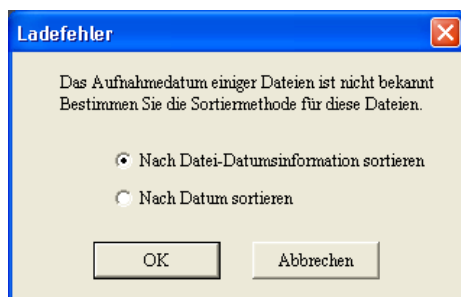 Ladefehler
Das Aufnahmedatum einiger Dateien ist nicht bekannt
Bestimmen Sie die Sortiermethode für diese Dateien.
Nach Datei-Datumsinformation sortieren
Nach Datum sortieren
OK Abbrechen